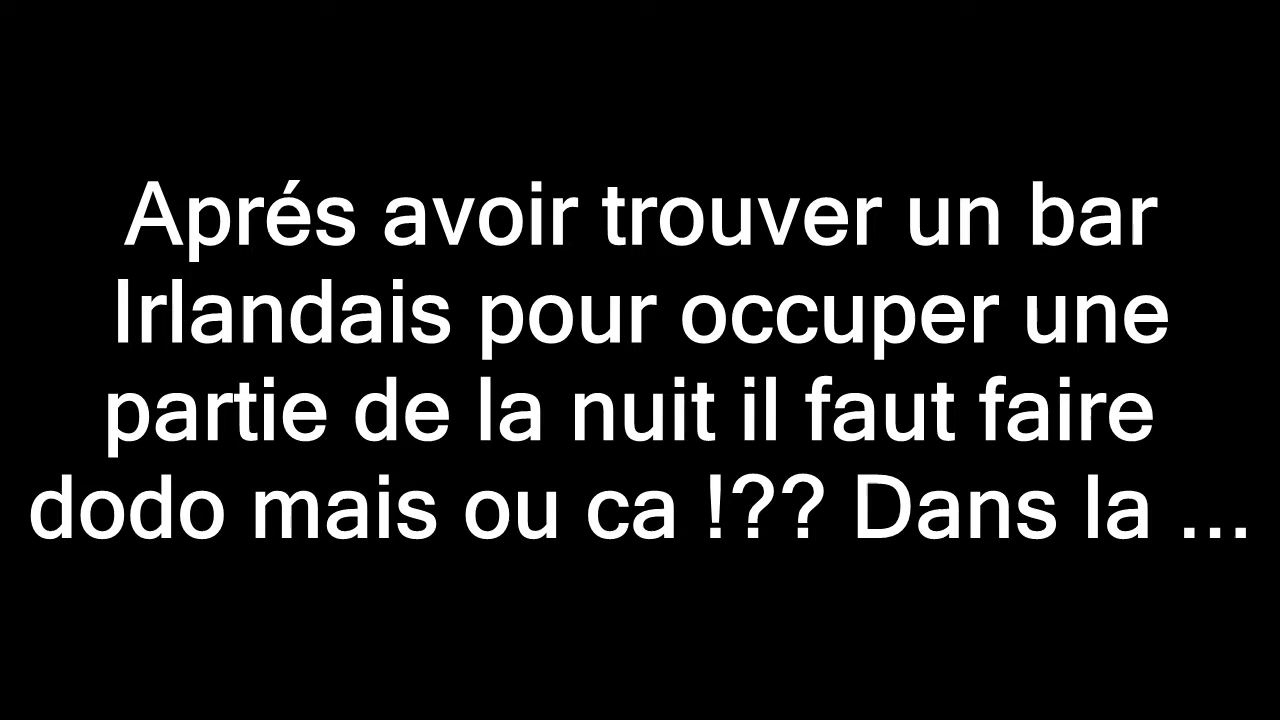 Aprés avoir trouver un bar
Irlandais pour occuper une
partie de la nuit il faut faire
dodo mais ou ca !?? Dans la ...